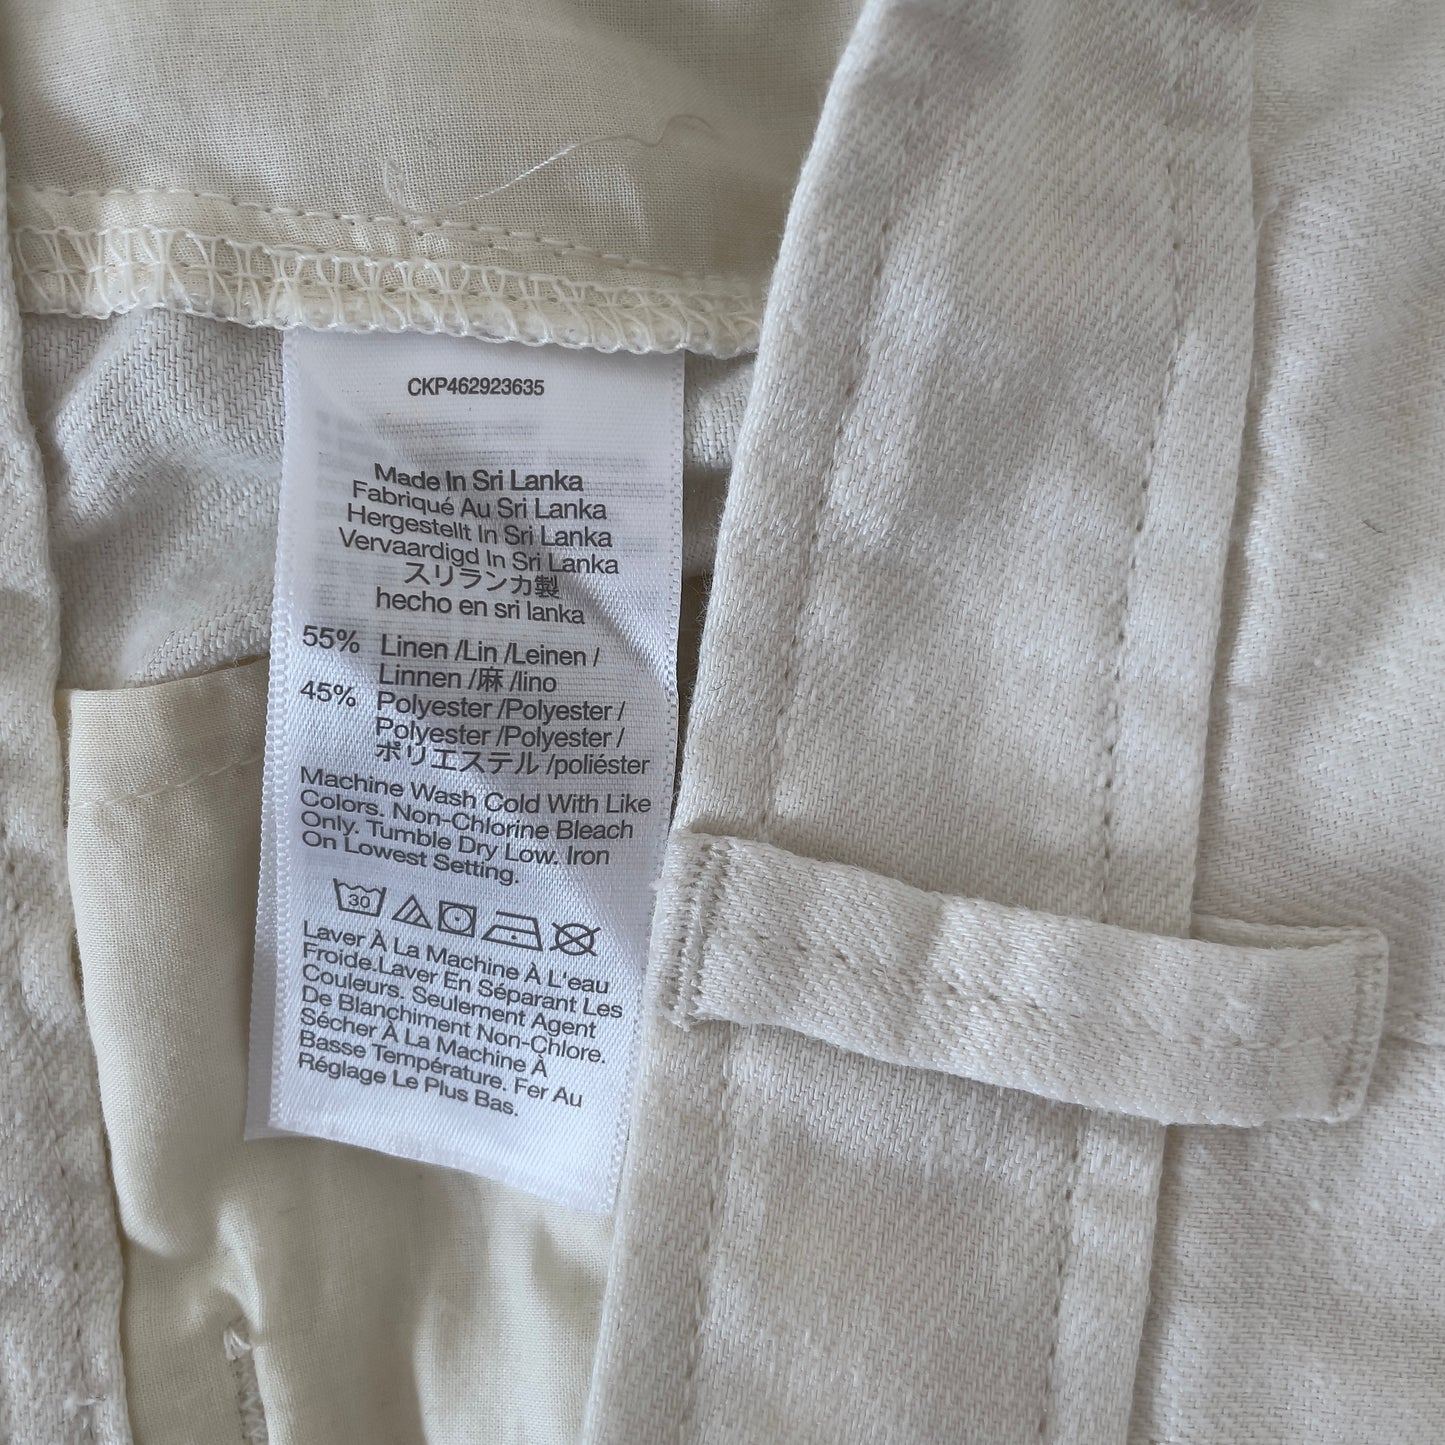 CKP462923635
Made In Sri Lanka
Fabriqué Au Sri Lanka
Hergestellt In Sri Lanka
Vervaardigd In Sri Lanka
スリランカ製
hecho en sri lanka
55% Linen /Lin /Leinen /
Linnen /麻 /lino
45% Polyester /Polyester /
Polyester /Polyester /
ポリエステル /poliéster
Machine Wash Cold With Like
Colors. Non-Chlorine Bleach
Only. Tumble Dry Low. Iron
On Lowest Setting.
30
Laver À La Machine À L'eau
Froide.Laver En Séparant Les
Couleurs. Seulement Agent
De Blanchiment Non-Chlore.
Sécher À La Machine À
Basse Température. Fer Au
Réglage Le Plus Bas.